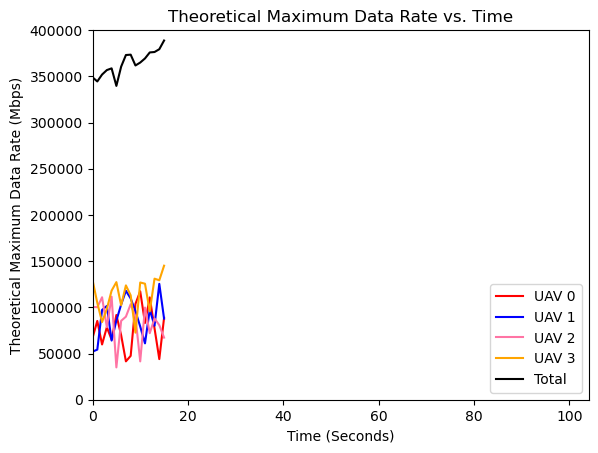 Theoretical Maximum Data Rate vs. Time
Theoretical Maximum Data Rate (Mbps)
400000
350000
300000
250000
200000
150000
100000
50000
0
0 20 40 60 80 100
Time (Seconds)
UAV 0
UAV 1
UAV 2
UAV 3
Total